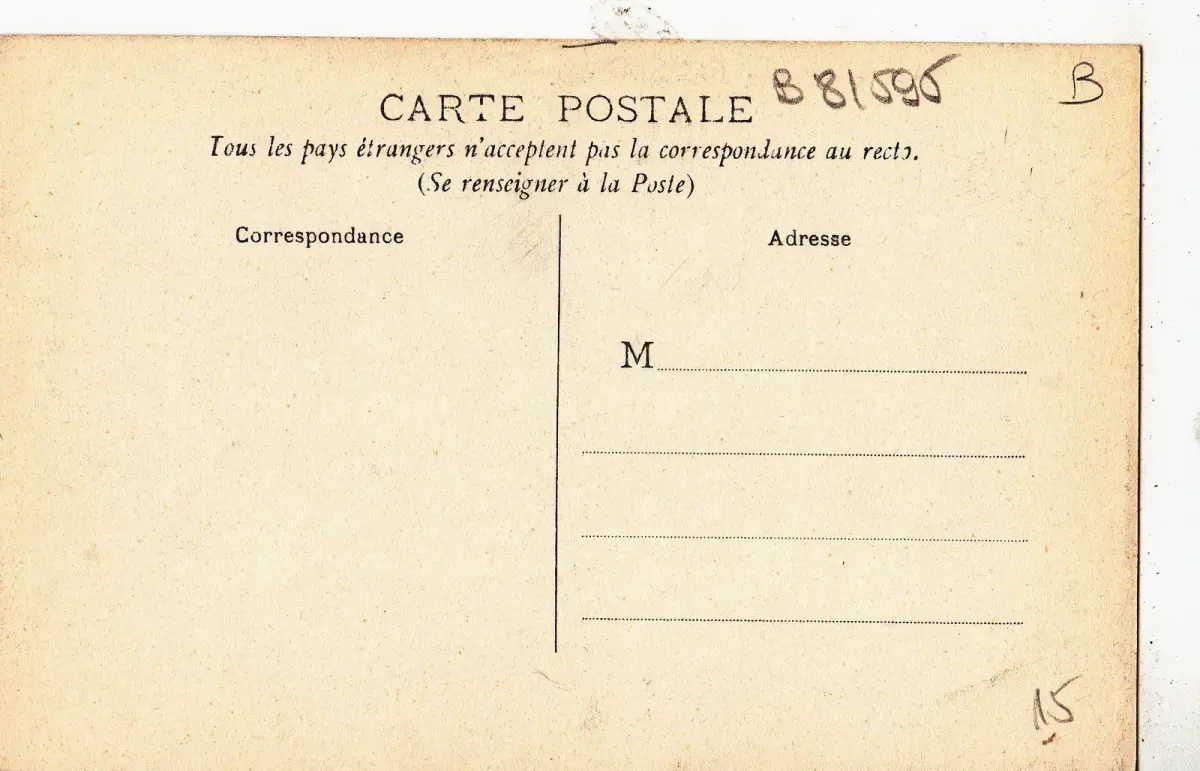 CARTE POSTALE B 81595 B
Tous les pays étrangers n'acceptent pas la correspondance au recto.
(Se renseigner à la Poste)
Correspondance Adresse
M
15